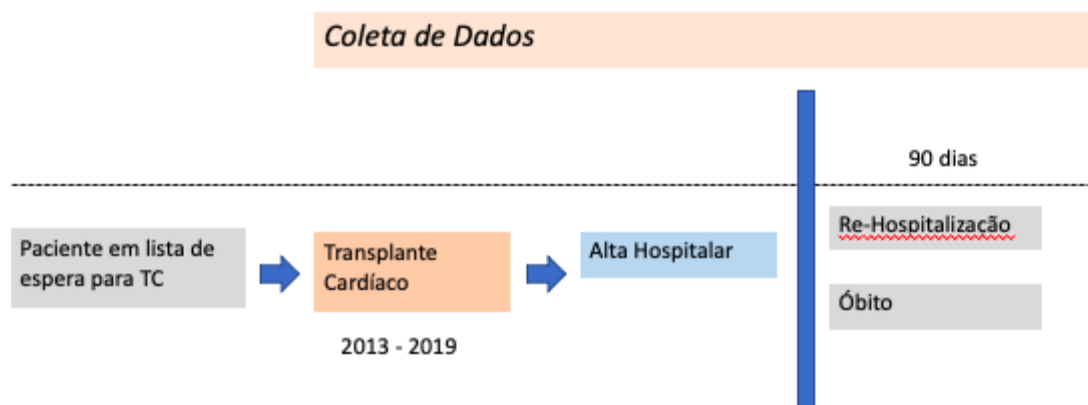 Coleta de Dados
90 dias
Paciente em lista de
espera para TC
Transplante
Cardíaco
2013 - 2019
Alta Hospitalar
Re-Hospitalização
Óbito